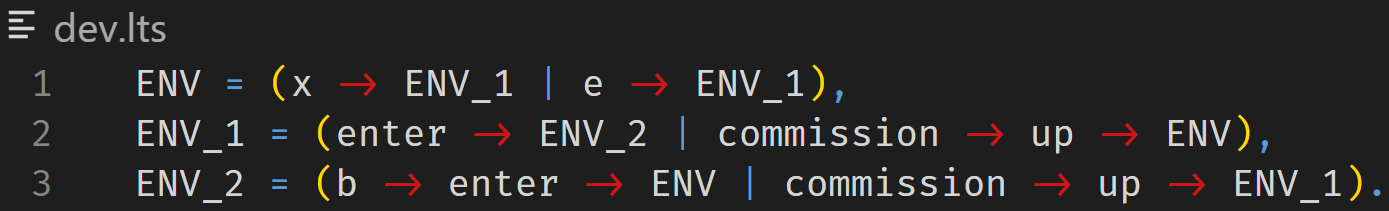 dev.lts
1 ENV = (x → ENV_1 | e → ENV_1),
2 ENV_1 = (enter → ENV_2 | commission → up → ENV),
3 ENV_2 = (b → enter → ENV | commission → up → ENV_1).